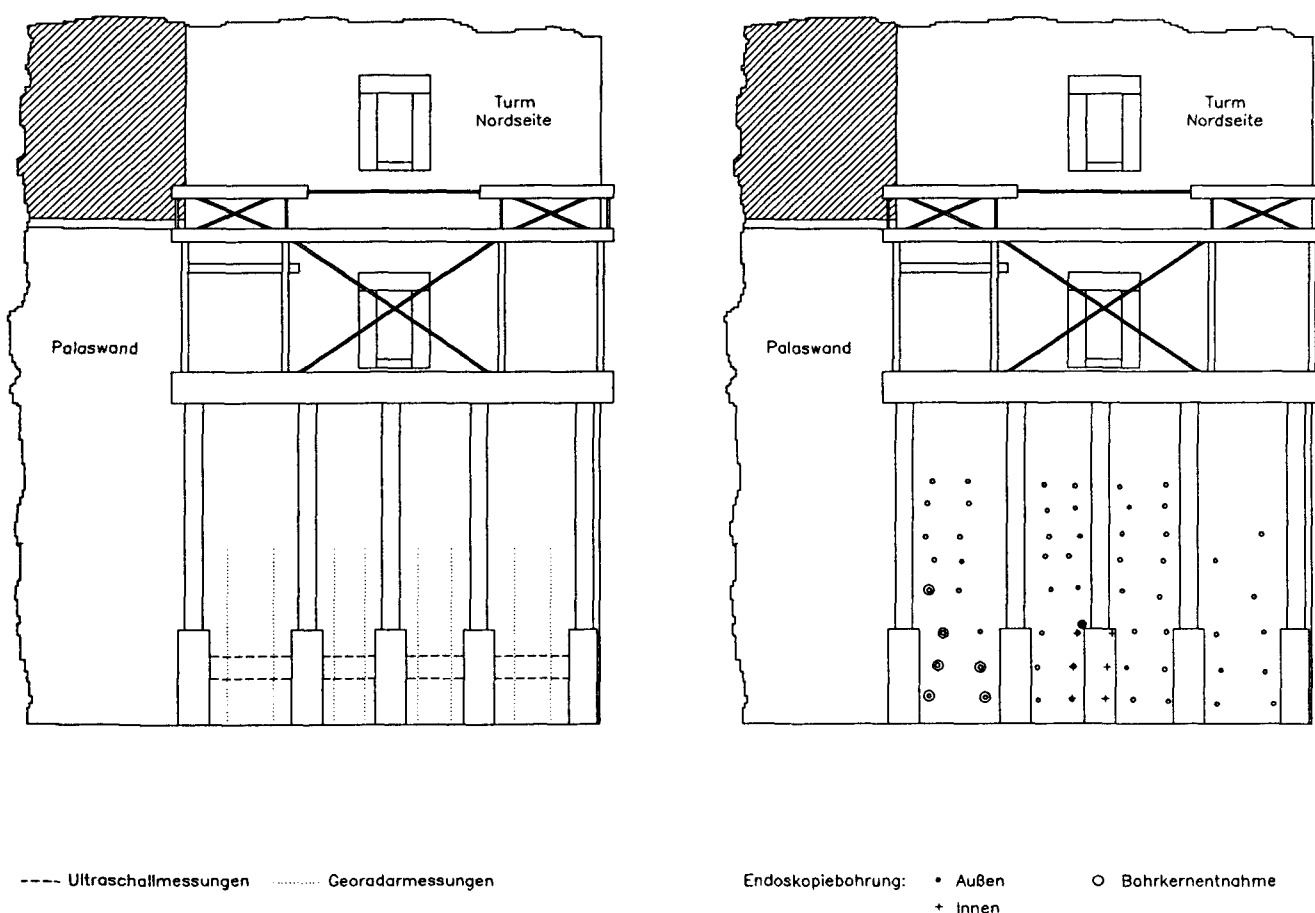 Turm
Nordseite
Palaswand
Turm
Nordseite
Palaswand
Ultraschallmessungen
Georadarmessungen
Endoskopiebohrung: • Außen
+ Innen
Bohrkernentnahme